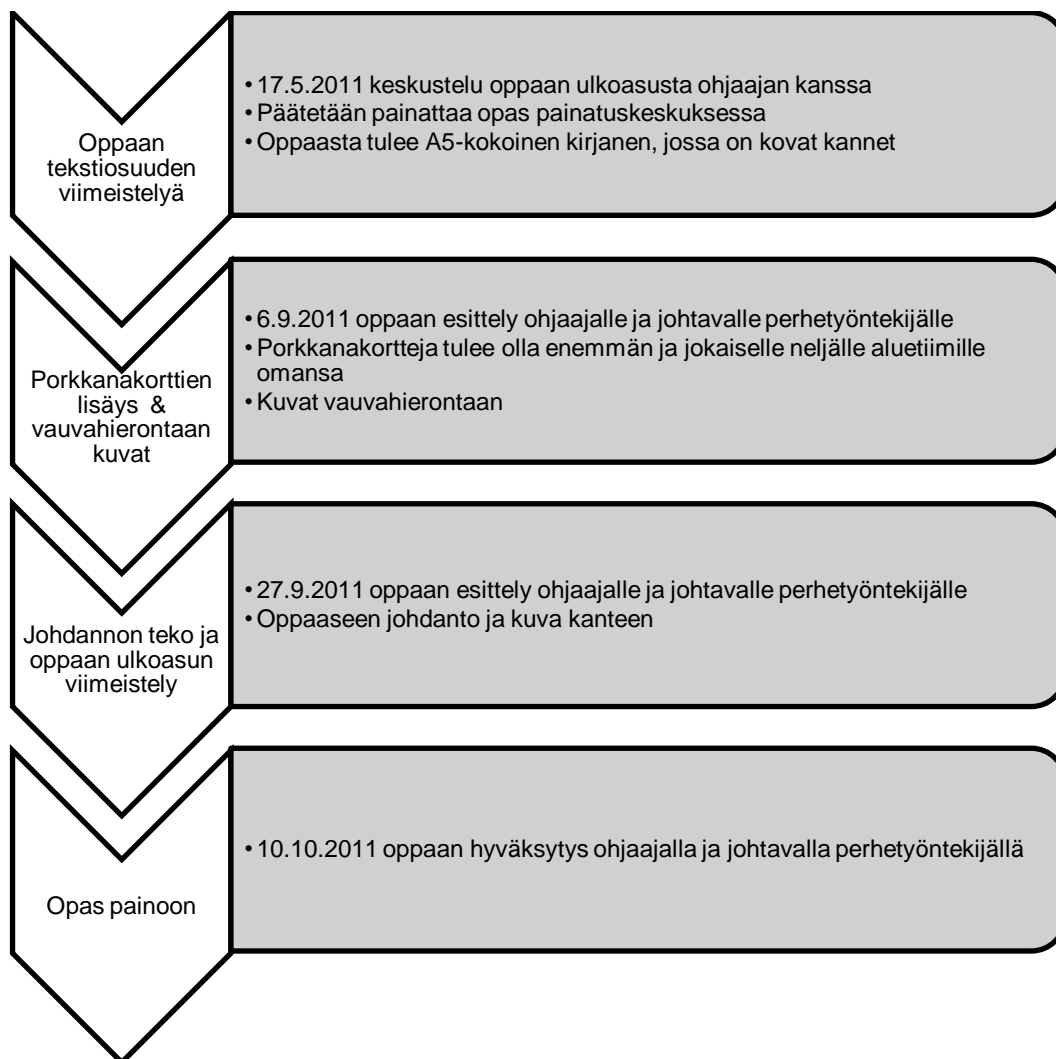 Oppaan
tekstiosuuden
viimeistelyä
• 17.5.2011 keskustelu oppaan ulkoasusta ohjaajan kanssa
• Päätetään painattaa opas painatuskeskuksessa
• Oppaasta tulee A5-kokoinen kirjanen, jossa on kovat kannet
Porkkanakorttien
lisäys &
vauvahierontaan
kuvat
• 6.9.2011 oppaan esittely ohjaajalle ja johtavalle perhetyöntekijälle
• Porkkanakortteja tulee olla enemmän ja jokaiselle neljälle aluetiimille
omansa
• Kuvat vauvahierontaan
Johdannon teko ja
oppaan ulkoasun
viimeistely
• 27.9.2011 oppaan esittely ohjaajalle ja johtavalle perhetyöntekijälle
• Oppaaseen johdanto ja kuva kanteen
Opas painoon
• 10.10.2011 oppaan hyväksytys ohjaajalla ja johtavalla perhetyöntekijällä